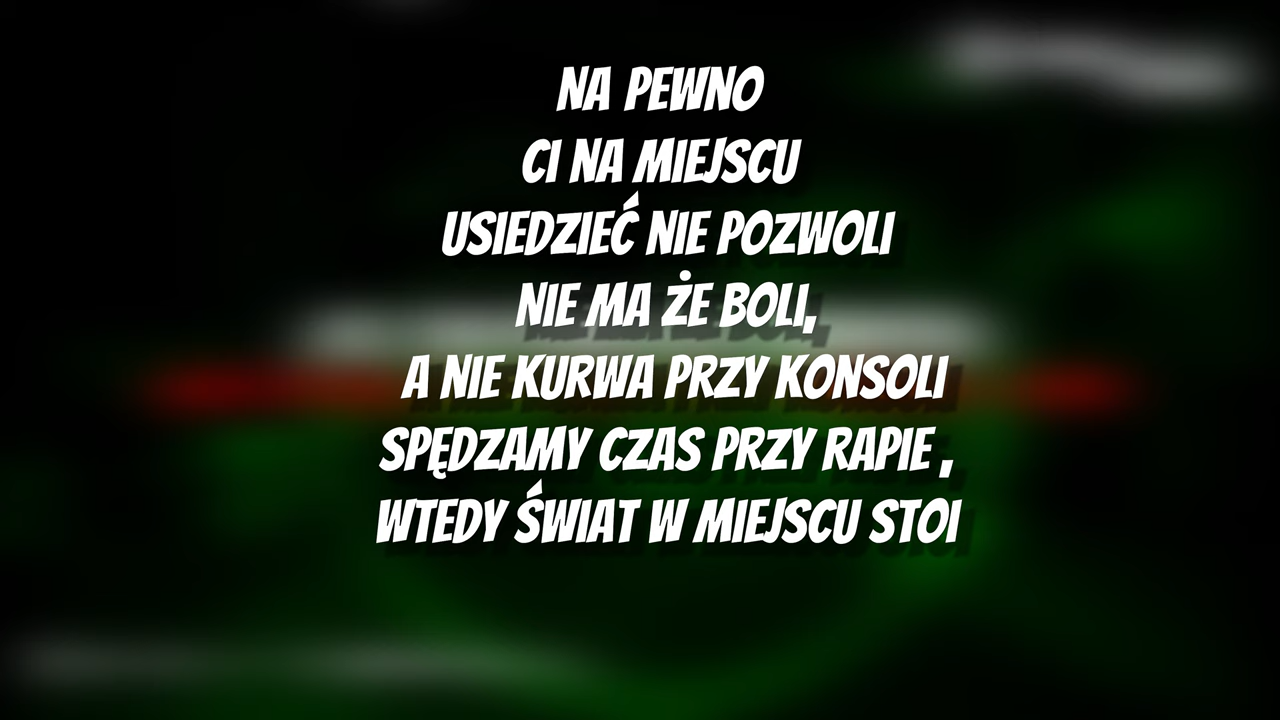 NA PEWNO
CI NA MIEJSCU
USIEDZIEĆ NIE POZWOLI
NIE MA ŻE BOLI,
A NIE KURWA PRZY KONSOLI
SPĘDZAMY CZAS PRZY RAPIE ,
WTEDY ŚWIAT W MIEJSCU STOI